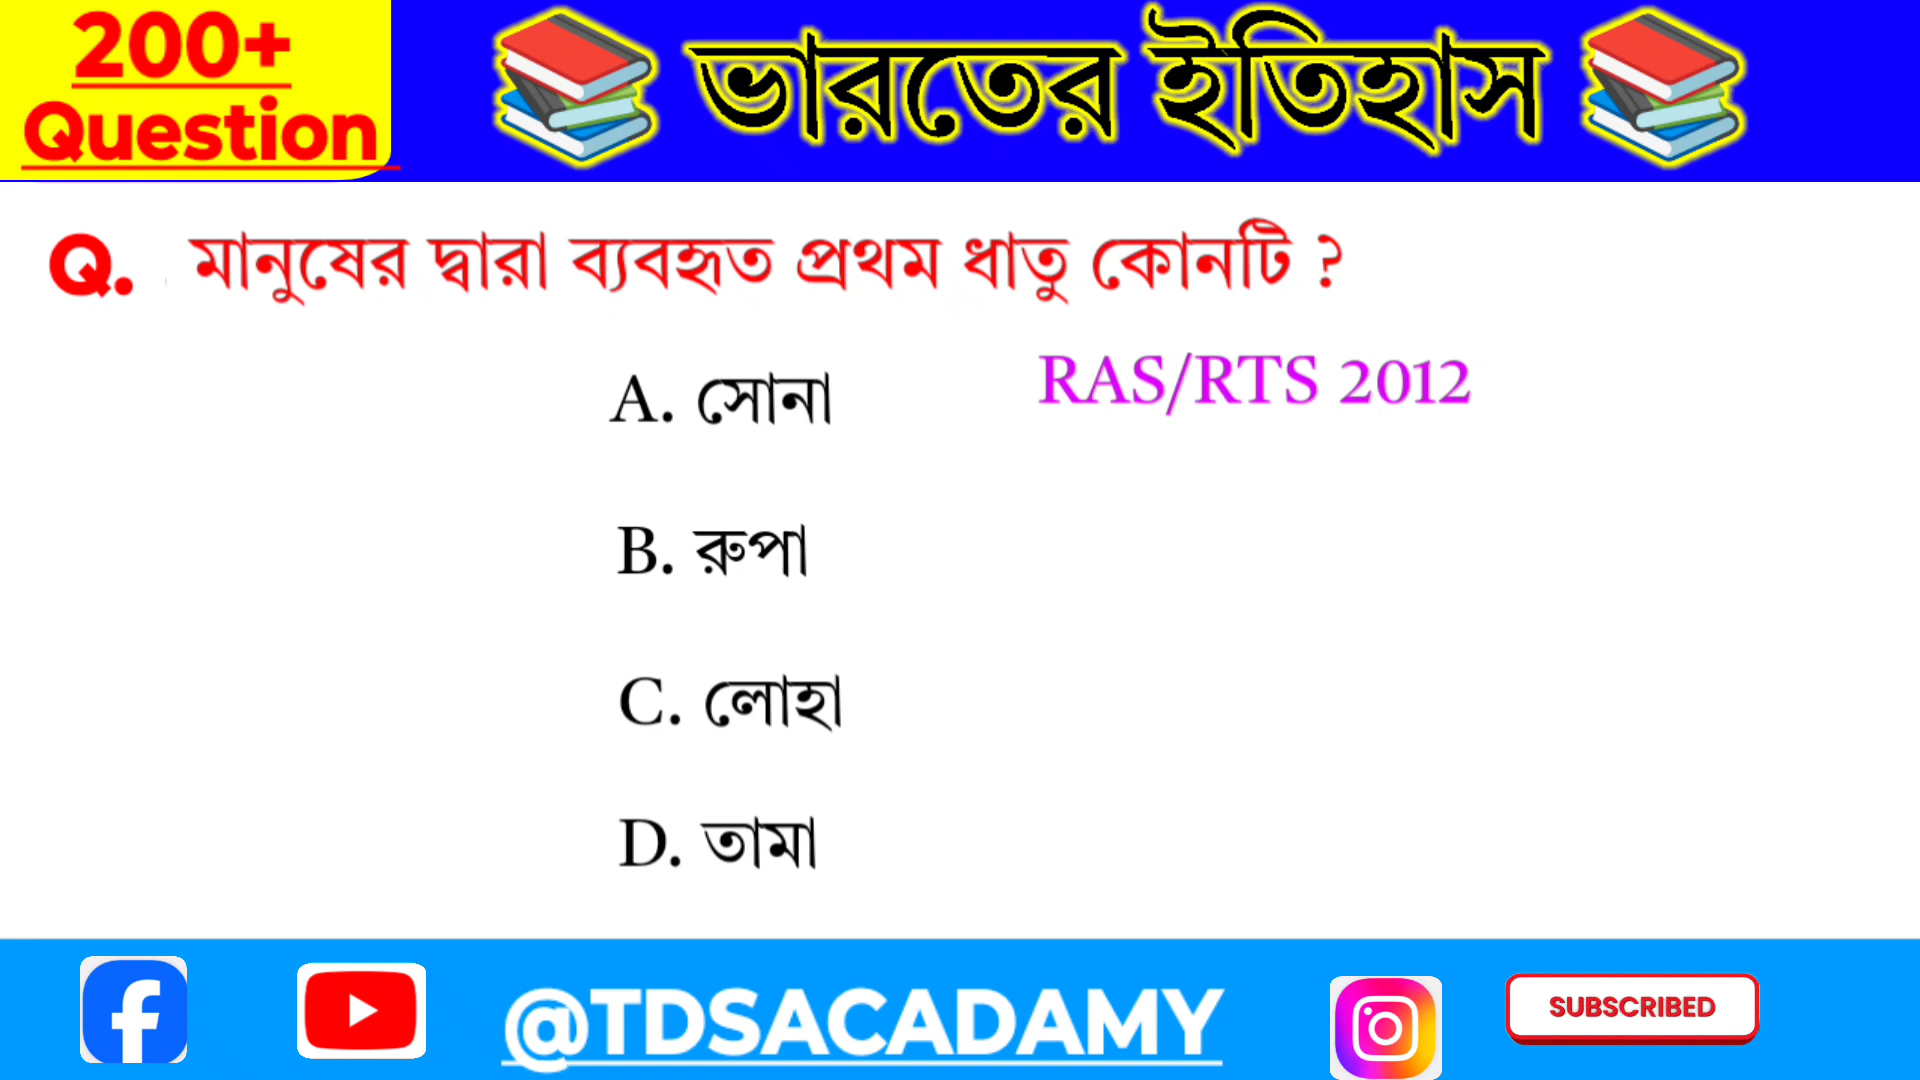 200+
Question
ভারতের ইতিহাস
Q. মানুষের দ্বারা ব্যবহৃত প্রথম ধাতু কোনটি ?
A. সোনা
RAS/RTS 2012
B. রুপা
C. লোহা
D. তামা
@TDSACADAMY
SUBSCRIBED